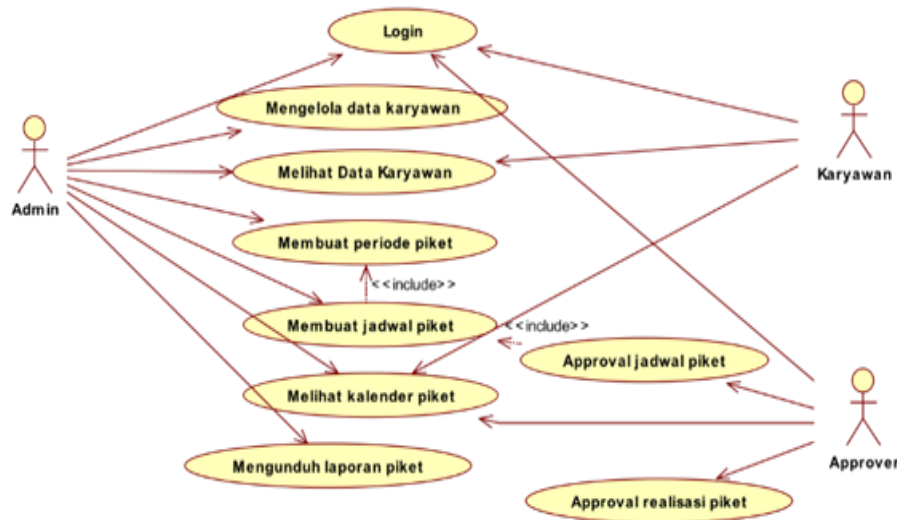 Login
Mengelola data karyawan
Melihat Data Karyawan
Admin
Karyawan
Membuat periode piket
<<include>>
Membuat jadwal piket
<<include>>
Approval jadwal piket
Melihat kalender piket
Mengunduh laporan piket
Approver
Approval realisasi piket